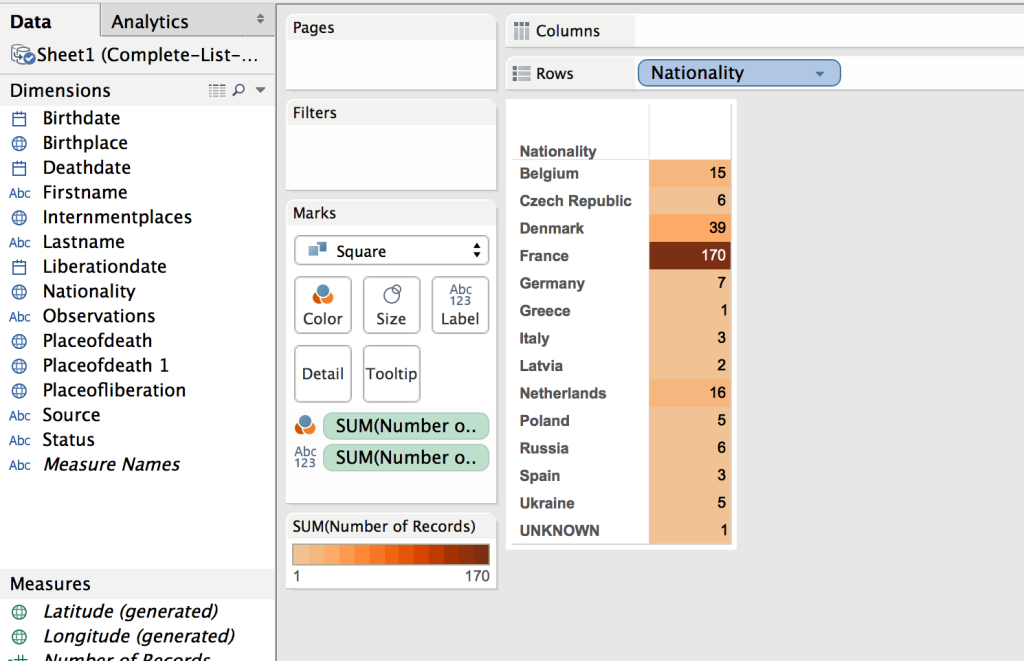 Data
Analytics
Sheet1 (Complete-List-...
Dimensions
Birthdate
Birthplace
Deathdate
Abc Firstname
Internmentplaces
Abc Lastname
Liberationdate
Nationality
Abc Observations
Placeofdeath
Placeofdeath 1
Placeofliberation
Abc Source
Abc Status
Abc Measure Names
Measures
Latitude (generated)
Longitude (generated)
Number of Records
Pages
Filters
Marks
Square
Color
Size
Abc
123
Label
Detail
Tooltip
SUM(Number o..
Abc
123
SUM(Number o..
SUM(Number of Records)
1 170
Columns
Rows
Nationality
Nationality
Belgium 15
Czech Republic 6
Denmark 39
France 170
Germany 7
Greece 1
Italy 3
Latvia 2
Netherlands 16
Poland 5
Russia 6
Spain 3
Ukraine 5
UNKNOWN 1